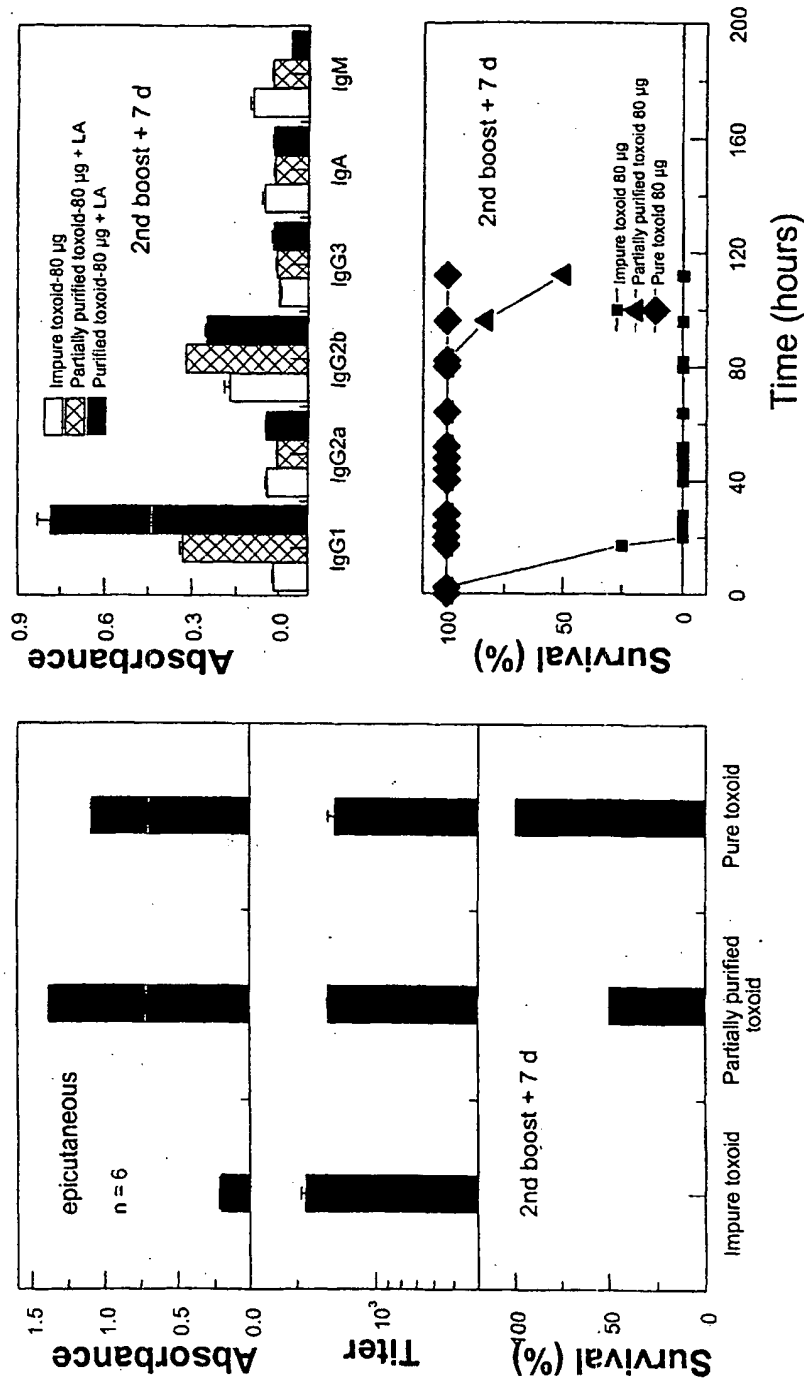 Absorbance
1.5
1.0
0.5
0.0
epicutaneous
n = 6
Titer
10³
Survival (%)
100
50
0
2nd boost + 7 d
Impure toxoid
Partially purified
toxoid
Pure toxoid
Absorbance
0.9
0.6
0.3
0.0
Impure toxoid-80 µg
Partially purified toxoid-80 µg + LA
Purified toxoid-80 µg + LA
2nd boost + 7 d
IgG1
IgG2a
IgG2b
IgG3
IgA
IgM
Survival (%)
100
50
0
2nd boost + 7 d
Impure toxoid 80 µg
Partially purified toxoid 80 µg
Pure toxoid 80 µg
0
40
80
120
160
200
Time (hours)